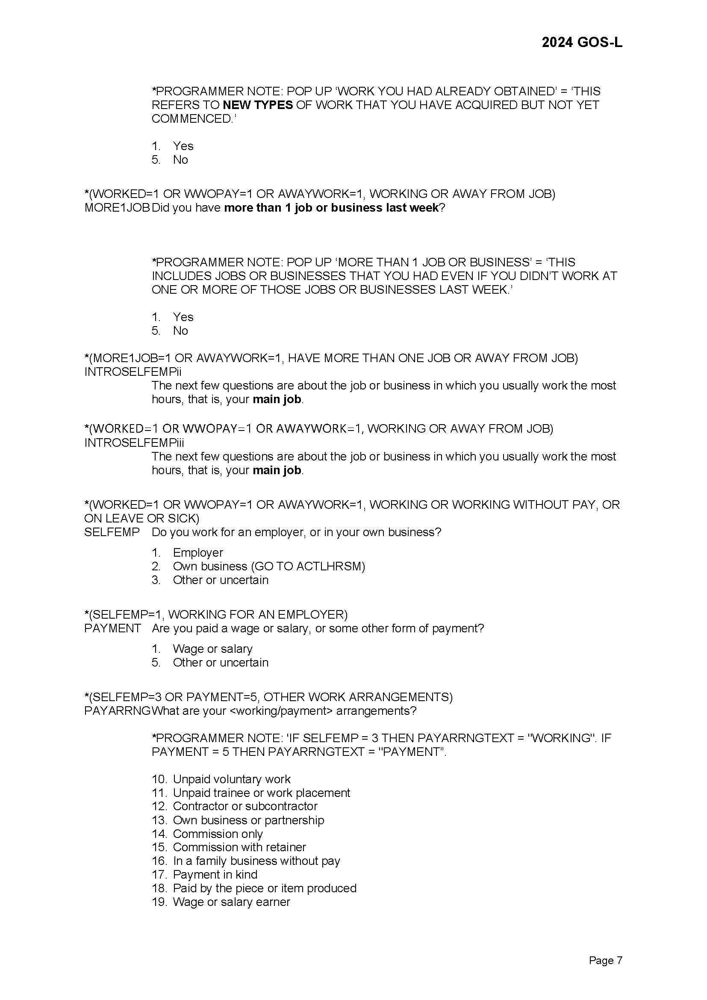 2024 GOS-L
*PROGRAMMER NOTE: POP UP ‘WORK YOU HAD ALREADY OBTAINED’ = ‘THIS
REFERS TO NEW TYPES OF WORK THAT YOU HAVE ACQUIRED BUT NOT YET
COMMENCED.’
1. Yes
5. No
*(WORKED=1 OR WWOPAY=1 OR AWAYWORK=1, WORKING OR AWAY FROM JOB)
MORE1JOB Did you have more than 1 job or business last week?
*PROGRAMMER NOTE: POP UP ‘MORE THAN 1 JOB OR BUSINESS’ = ‘THIS
INCLUDES JOBS OR BUSINESSES THAT YOU HAD EVEN IF YOU DIDN’T WORK AT
ONE OR MORE OF THOSE JOBS OR BUSINESSES LAST WEEK.’
1. Yes
5. No
*(MORE1JOB=1 OR AWAYWORK=1, HAVE MORE THAN ONE JOB OR AWAY FROM JOB)
INTROSELFEMPii
The next few questions are about the job or business in which you usually work the most
hours, that is, your main job.
*(WORKED=1 OR WWOPAY=1 OR AWAYWORK=1, WORKING OR AWAY FROM JOB)
INTROSELFEMPiii
The next few questions are about the job or business in which you usually work the most
hours, that is, your main job.
*(WORKED=1 OR WWOPAY=1 OR AWAYWORK=1, WORKING OR WORKING WITHOUT PAY, OR
ON LEAVE OR SICK)
SELFEMP Do you work for an employer, or in your own business?
1. Employer
2. Own business (GO TO ACTLHRSM)
3. Other or uncertain
*(SELFEMP=1, WORKING FOR AN EMPLOYER)
PAYMENT Are you paid a wage or salary, or some other form of payment?
1. Wage or salary
5. Other or uncertain
*(SELFEMP=3 OR PAYMENT=5, OTHER WORK ARRANGEMENTS)
PAYARRNG What are your <working/payment> arrangements?
*PROGRAMMER NOTE: 'IF SELFEMP = 3 THEN PAYARRNGTEXT = "WORKING". IF
PAYMENT = 5 THEN PAYARRNGTEXT = "PAYMENT”.
10. Unpaid voluntary work
11. Unpaid trainee or work placement
12. Contractor or subcontractor
13. Own business or partnership
14. Commission only
15. Commission with retainer
16. In a family business without pay
17. Payment in kind
18. Paid by the piece or item produced
19. Wage or salary earner
Page 7